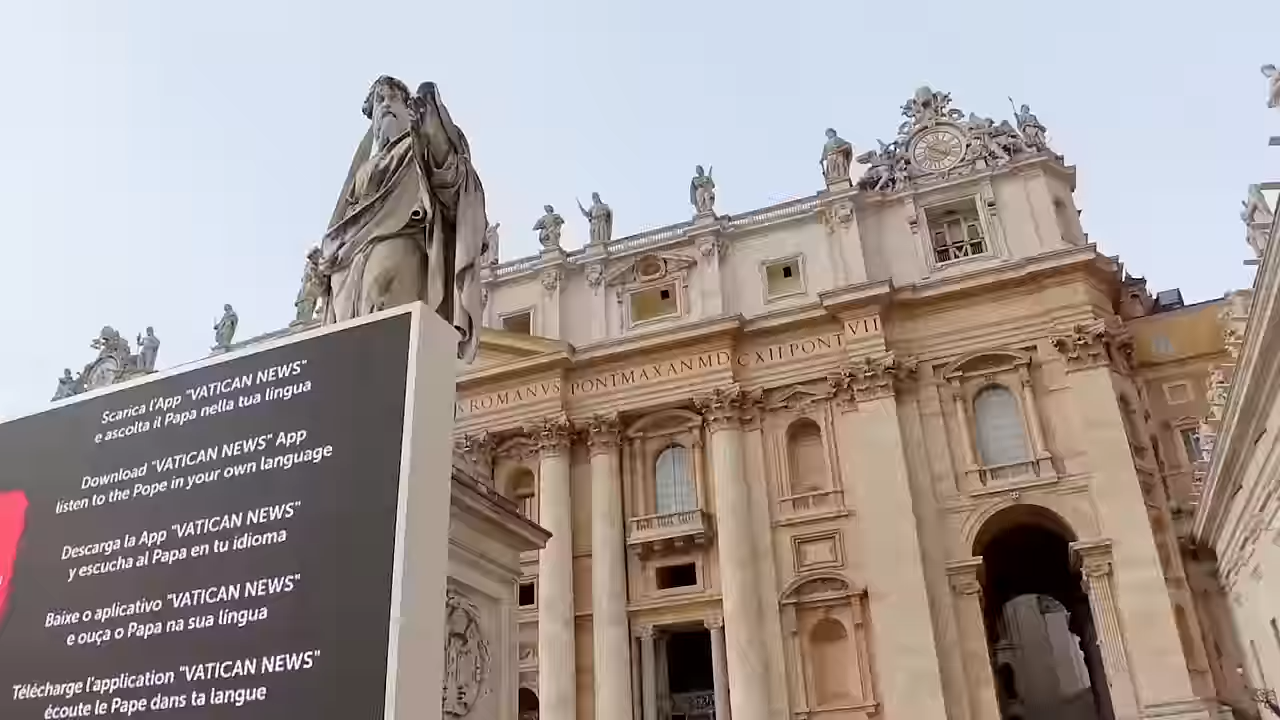 Scarica l'App "VATICAN NEWS"
e ascolta il Papa nella tua lingua
Download "VATICAN NEWS" App
listen to the Pope in your own language
Descarga la App "VATICAN NEWS"
y escucha al Papa en tu idioma
Baixe o aplicativo "VATICAN NEWS"
e ouça o Papa na sua língua
Télécharge l'application "VATICAN NEWS"
écoute le Pape dans ta langue
ROMANVS PONT MAX AN MD CXII PONT VII